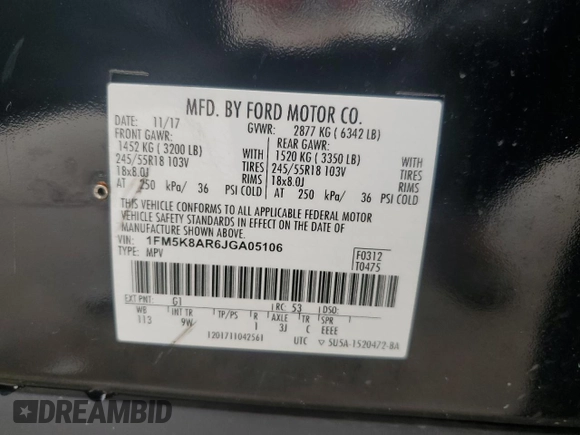 MFD. BY FORD MOTOR CO.
DATE: 11/17 GVWR: 2877 KG ( 6342 LB)
FRONT GAWR: REAR GAWR:
1452 KG ( 3200 LB) WITH 1520 KG ( 3350 LB) WITH
245/55R18 103V TIRES 245/55R18 103V TIRES
18x8.0J RIMS 18x8.0J RIMS
AT 250 kPa/ 36 PSI COLD AT 250 kPa/ 36 PSI COLD
THIS VEHICLE CONFORMS TO ALL APPLICABLE FEDERAL MOTOR
VEHICLE SAFETY STANDARDS IN EFFECT ON THE DATE OF
MANUFACTURE SHOWN ABOVE.
VIN: 1FM5K8AR6JGA05106 F0312
TYPE: MPV T0475
EXT PNT: G1 RC: 53 DSO:
WB INT TR TP/PS R AXLE TR SPR
113 9W 1 3J C EEEE
1201711042561 UTC ▽ SU5A-1520472-BA
DREAMBID